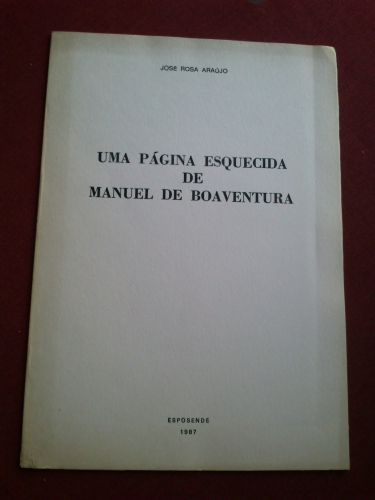 JOSÉ ROSA ARAÚJO
UMA PÁGINA ESQUECIDA
DE
MANUEL DE BOAVENTURA
ESPOSENDE
1987